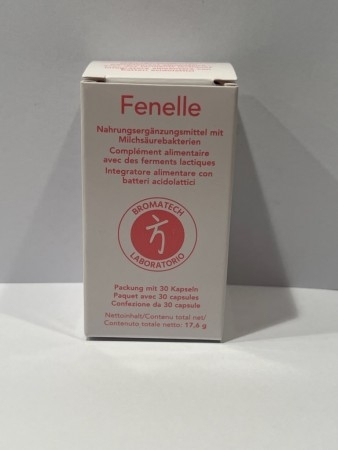 Fenelle
Nahrungsergänzungsmittel mit
Milchsäurebakterien
Complément alimentaire
avec des ferments lactiques
Integratore alimentare con
batteri acidolattici
BROMATECH
LABORATORIO
Packung mit 30 Kapseln
Paquet avec 30 capsules
Confezione da 30 capsule
Nettoinhalt/Contenu total net/
Contenuto totale netto: 17.6 g